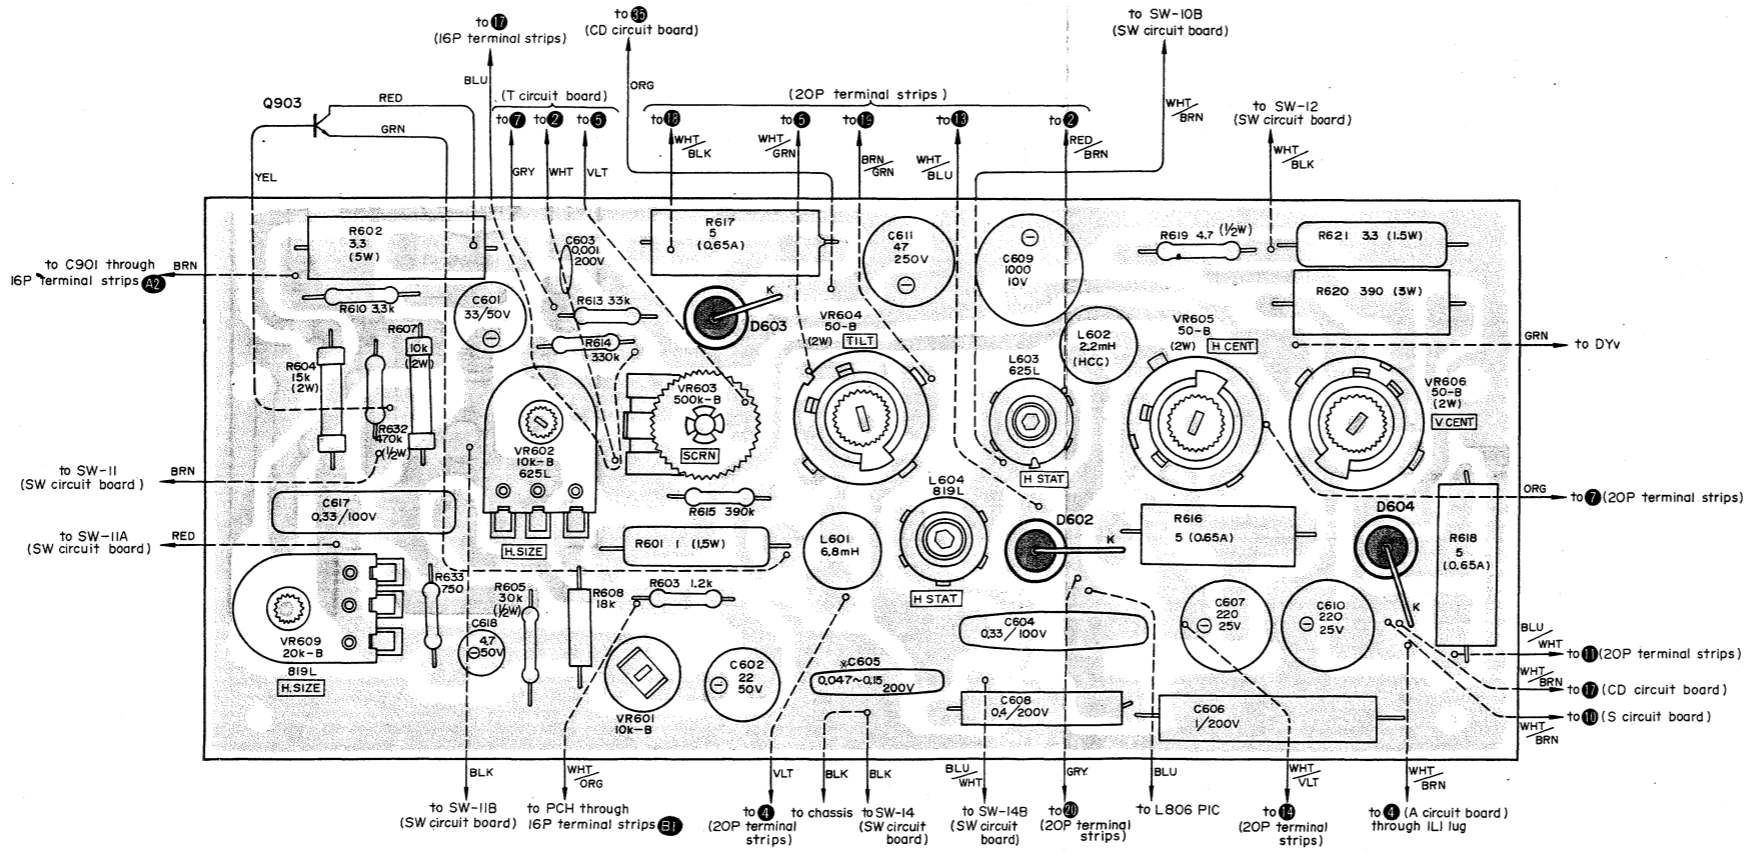 to 17
(16P terminal strips)
to 35
(CD circuit board)
to SW-10B
(SW circuit board)
BLU
(T circuit board)
to 7
to 2
to 5
ORG
(20P terminal strips)
to 18
to 5
to 19
to 13
to 2
WHT/BRN
to SW-12
(SW circuit board)
Q903
RED
GRN
YEL
GRY
WHT
VLT
WHT/BLK
WHT/GRN
BRN/GRN
WHT/BLU
RED/BRN
WHT/BLK
to C901 through
16P terminal strips A2
BRN
R602
3.3
(5W)
C603
0.001
200V
R617
5
(0.65A)
C611
47
250V
C609
1000
10V
R619 4.7 (1/2W)
R621 3.3 (1.5W)
R620 390 (3W)
R610 3.3k
C601
33/50V
R613 33k
R614
330k
K
D603
VR604
50-B
(2W) TILT
L602
2.2mH
(HCC)
VR605
50-B
(2W) H CENT
GRN
to DYv
R604
15k
(2W)
R607
10k
(2W)
R632
470k
(1/2W)
VR602
10k-B
625L
H.SIZE
VR603
500k-B
SCRN
L603
625L
H STAT
VR606
50-B
(2W)
V CENT
to SW-11
(SW circuit board)
BRN
C617
0.33/100V
R615 390k
L604
819L
H STAT
ORG
to 7 (20P terminal strips)
to SW-11A
(SW circuit board)
RED
R601 1 (1.5W)
L601
6.8mH
D602
K
R616
5 (0.65A)
D604
K
R618
5
(0.65A)
VR609
20k-B
819L
H.SIZE
R633
750
R605
30k
(1/2W)
C618
4.7
50V
R608
18k
R603 1.2k
VR601
10k-B
C602
22
50V
※C605
0.047~0.15
200V
C604
0.33/100V
C607
220
25V
C610
220
25V
C608
0.4/200V
C606
1/200V
BLU/WHT
to 11 (20P terminal strips)
WHT/BRN
to 17 (CD circuit board)
to 10 (S circuit board)
WHT/BRN
BLK
WHT/ORG
VLT
BLK
BLK
BLU/WHT
GRY
BLU
WHT/VLT
WHT/BRN
to SW-11B
(SW circuit board)
to PCH through
16P terminal strips B1
to 4
(20P terminal
strips)
to chassis
to SW-14
(SW circuit
board)
to SW-14B
(SW circuit
board)
to 20
(20P terminal
strips)
to L806 PIC
to 14
(20P terminal
strips)
to 4 (A circuit board)
through 1L1 lug